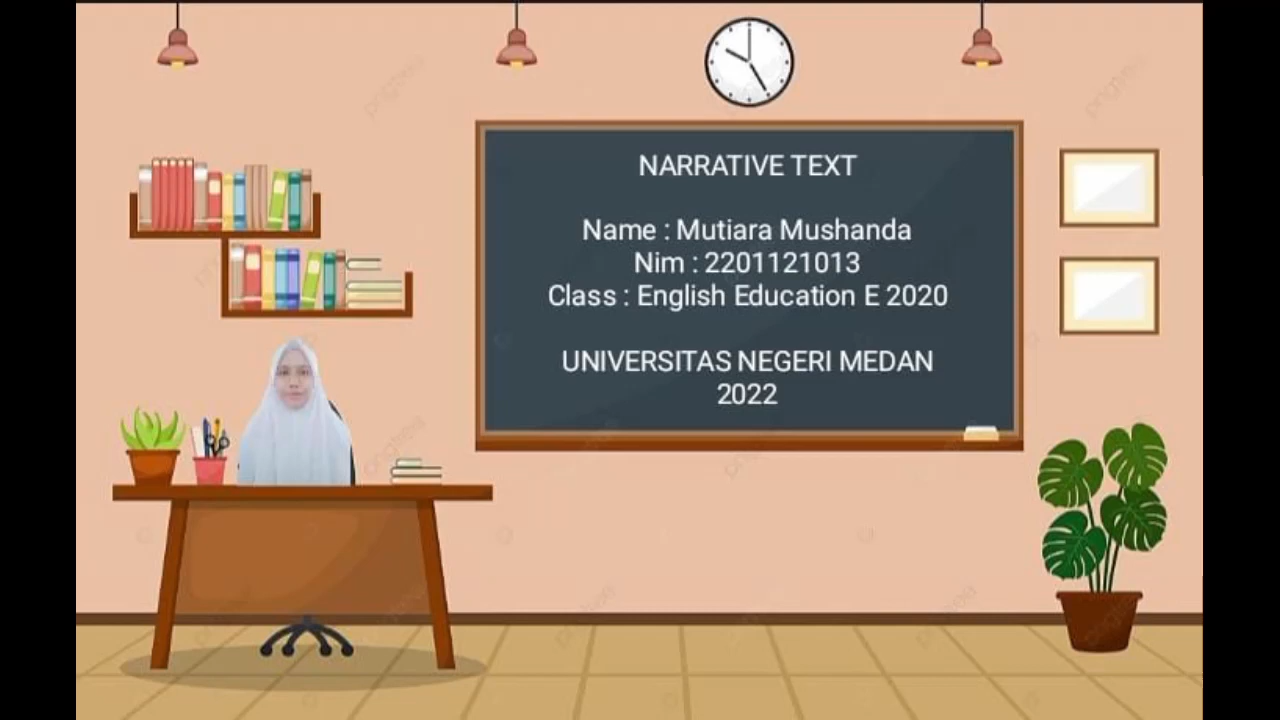 NARRATIVE TEXT
Name : Mutiara Mushanda
Nim : 2201121013
Class : English Education E 2020
UNIVERSITAS NEGERI MEDAN
2022